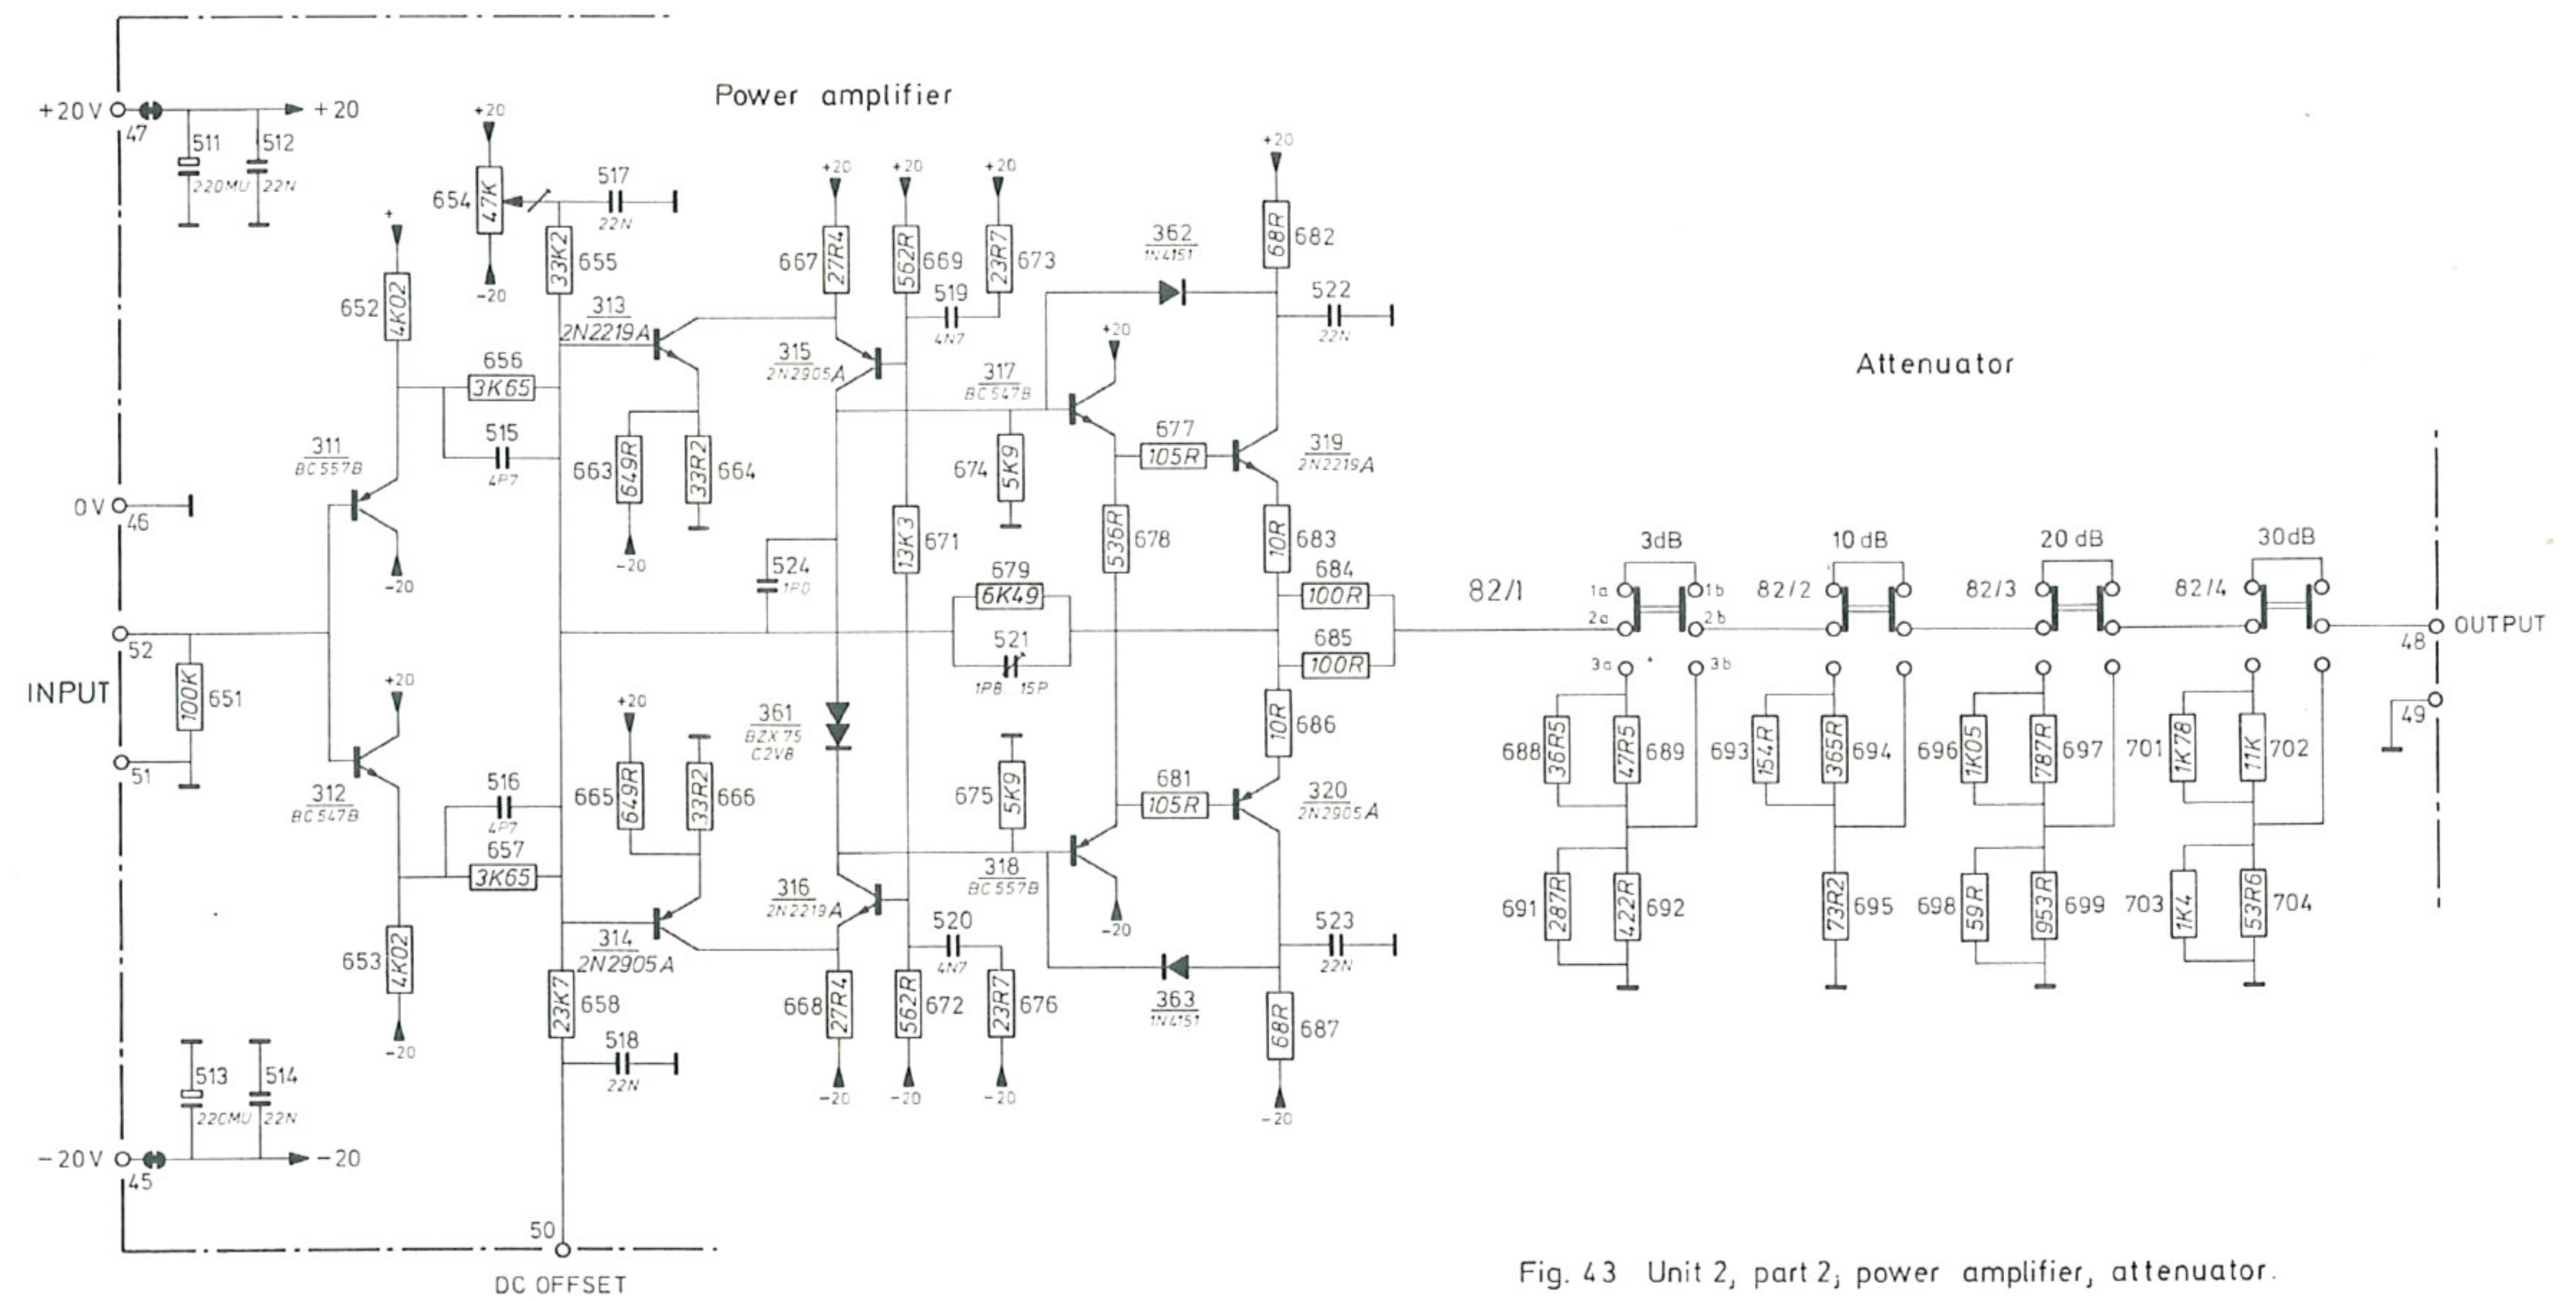 Power amplifier
+20V
47
+20
511
220MU
512
22N
+20
654
47K
-20
517
22N
33K2
655
+
652
4K02
656
3K65
515
4P7
311
BC557B
-20
0V
46
313
2N2219A
663
649R
33R2
664
-20
+20
667
27R4
+20
562R
669
+20
23R7
673
519
4N7
315
2N2905A
362
1N4151
+20
68R
682
522
22N
+20
317
BC547B
674
5K9
677
105R
319
2N2219A
13K3
671
536R
678
10R
683
524
1P0
679
6K49
521
1P8...15P
684
100R
685
100R
52
INPUT
100K
651
51
+20
312
BC547B
516
4P7
657
3K65
653
4K02
-20
+20
665
649R
33R2
666
314
2N2905A
23K7
658
518
22N
361
BZX75
C2V8
316
2N2219A
668
27R4
-20
562R
672
-20
520
4N7
23R7
676
-20
675
5K9
318
BC557B
-20
681
105R
10R
686
320
2N2905A
523
22N
363
1N4151
68R
687
-20
513
220MU
514
22N
-20V
45
-20
50
DC OFFSET
Attenuator
3dB
10dB
20dB
30dB
82/1
1a
1b
2a
2b
3a
3b
82/2
82/3
82/4
48
OUTPUT
49
688
36R5
47R5
689
693
154R
365R
694
696
1K05
787R
697
701
1K78
11K
702
691
287R
422R
692
73R2
695
698
59R
953R
699
703
1K4
53R6
704
Fig. 43 Unit 2, part 2; power amplifier, attenuator.